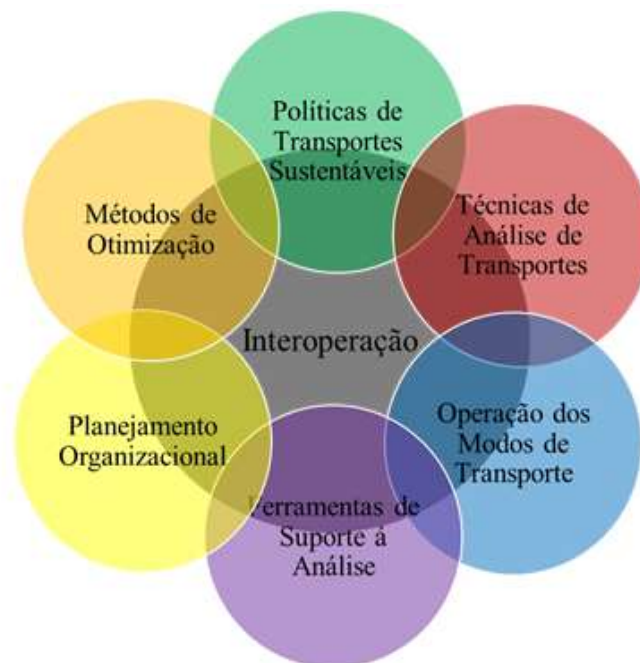 Políticas de
Transportes
Sustentáveis
Técnicas de
Análise de
Transportes
Operação dos
Modos de
Transporte
Ferramentas de
Suporte à
Análise
Planejamento
Organizacional
Métodos de
Otimização
Interoperação